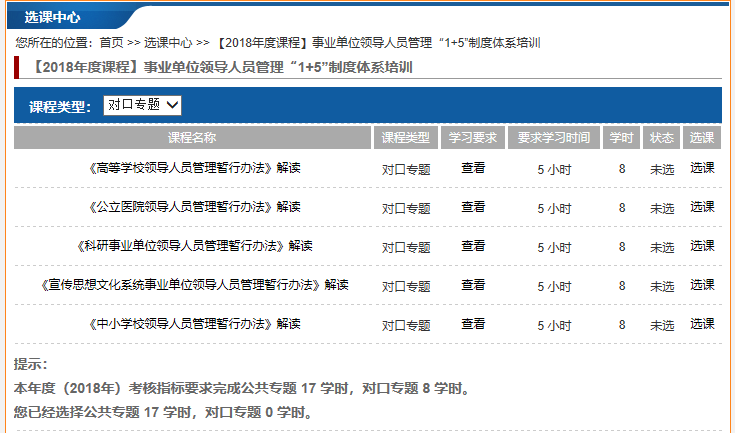 选课中心
您所在的位置：首页 >> 选课中心 >> 【2018年度课程】事业单位领导人员管理“1+5”制度体系培训
【2018年度课程】事业单位领导人员管理“1+5”制度体系培训
课程类型： 对口专题
课程名称 课程类型 学习要求 要求学习时间 学时 状态 选课
《高等学校领导人员管理暂行办法》解读 对口专题 查看 5 小时 8 未选 选课
《公立医院领导人员管理暂行办法》解读 对口专题 查看 5 小时 8 未选 选课
《科研事业单位领导人员管理暂行办法》解读 对口专题 查看 5 小时 8 未选 选课
《宣传思想文化系统事业单位领导人员管理暂行办法》解读 对口专题 查看 5 小时 8 未选 选课
《中小学校领导人员管理暂行办法》解读 对口专题 查看 5 小时 8 未选 选课
提示：
本年度（2018年）考核指标要求完成公共专题 17 学时，对口专题 8 学时。
您已经选择公共专题 17 学时，对口专题 0 学时。